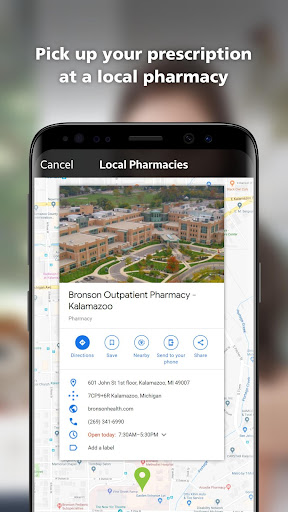 Pick up your prescription
at a local pharmacy
Cancel
Local Pharmacies
Bronson Outpatient Pharmacy -
Kalamazoo
Pharmacy
Directions
Save
Nearby
Send to your
phone
Share
601 John St 1st floor, Kalamazoo, MI 49007
7CP9+6R Kalamazoo, Michigan
bronsonhealth.com
(269) 341-6990
Open today: 7:30AM–5:30PM
Add a label